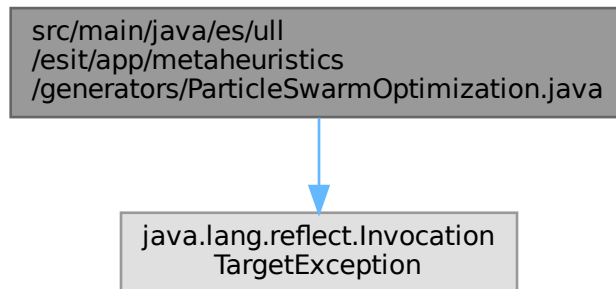 src/main/java/es/ull
/esit/app/metaheuristics
/generators/ParticleSwarmOptimization.java
java.lang.reflect.Invocation
TargetException